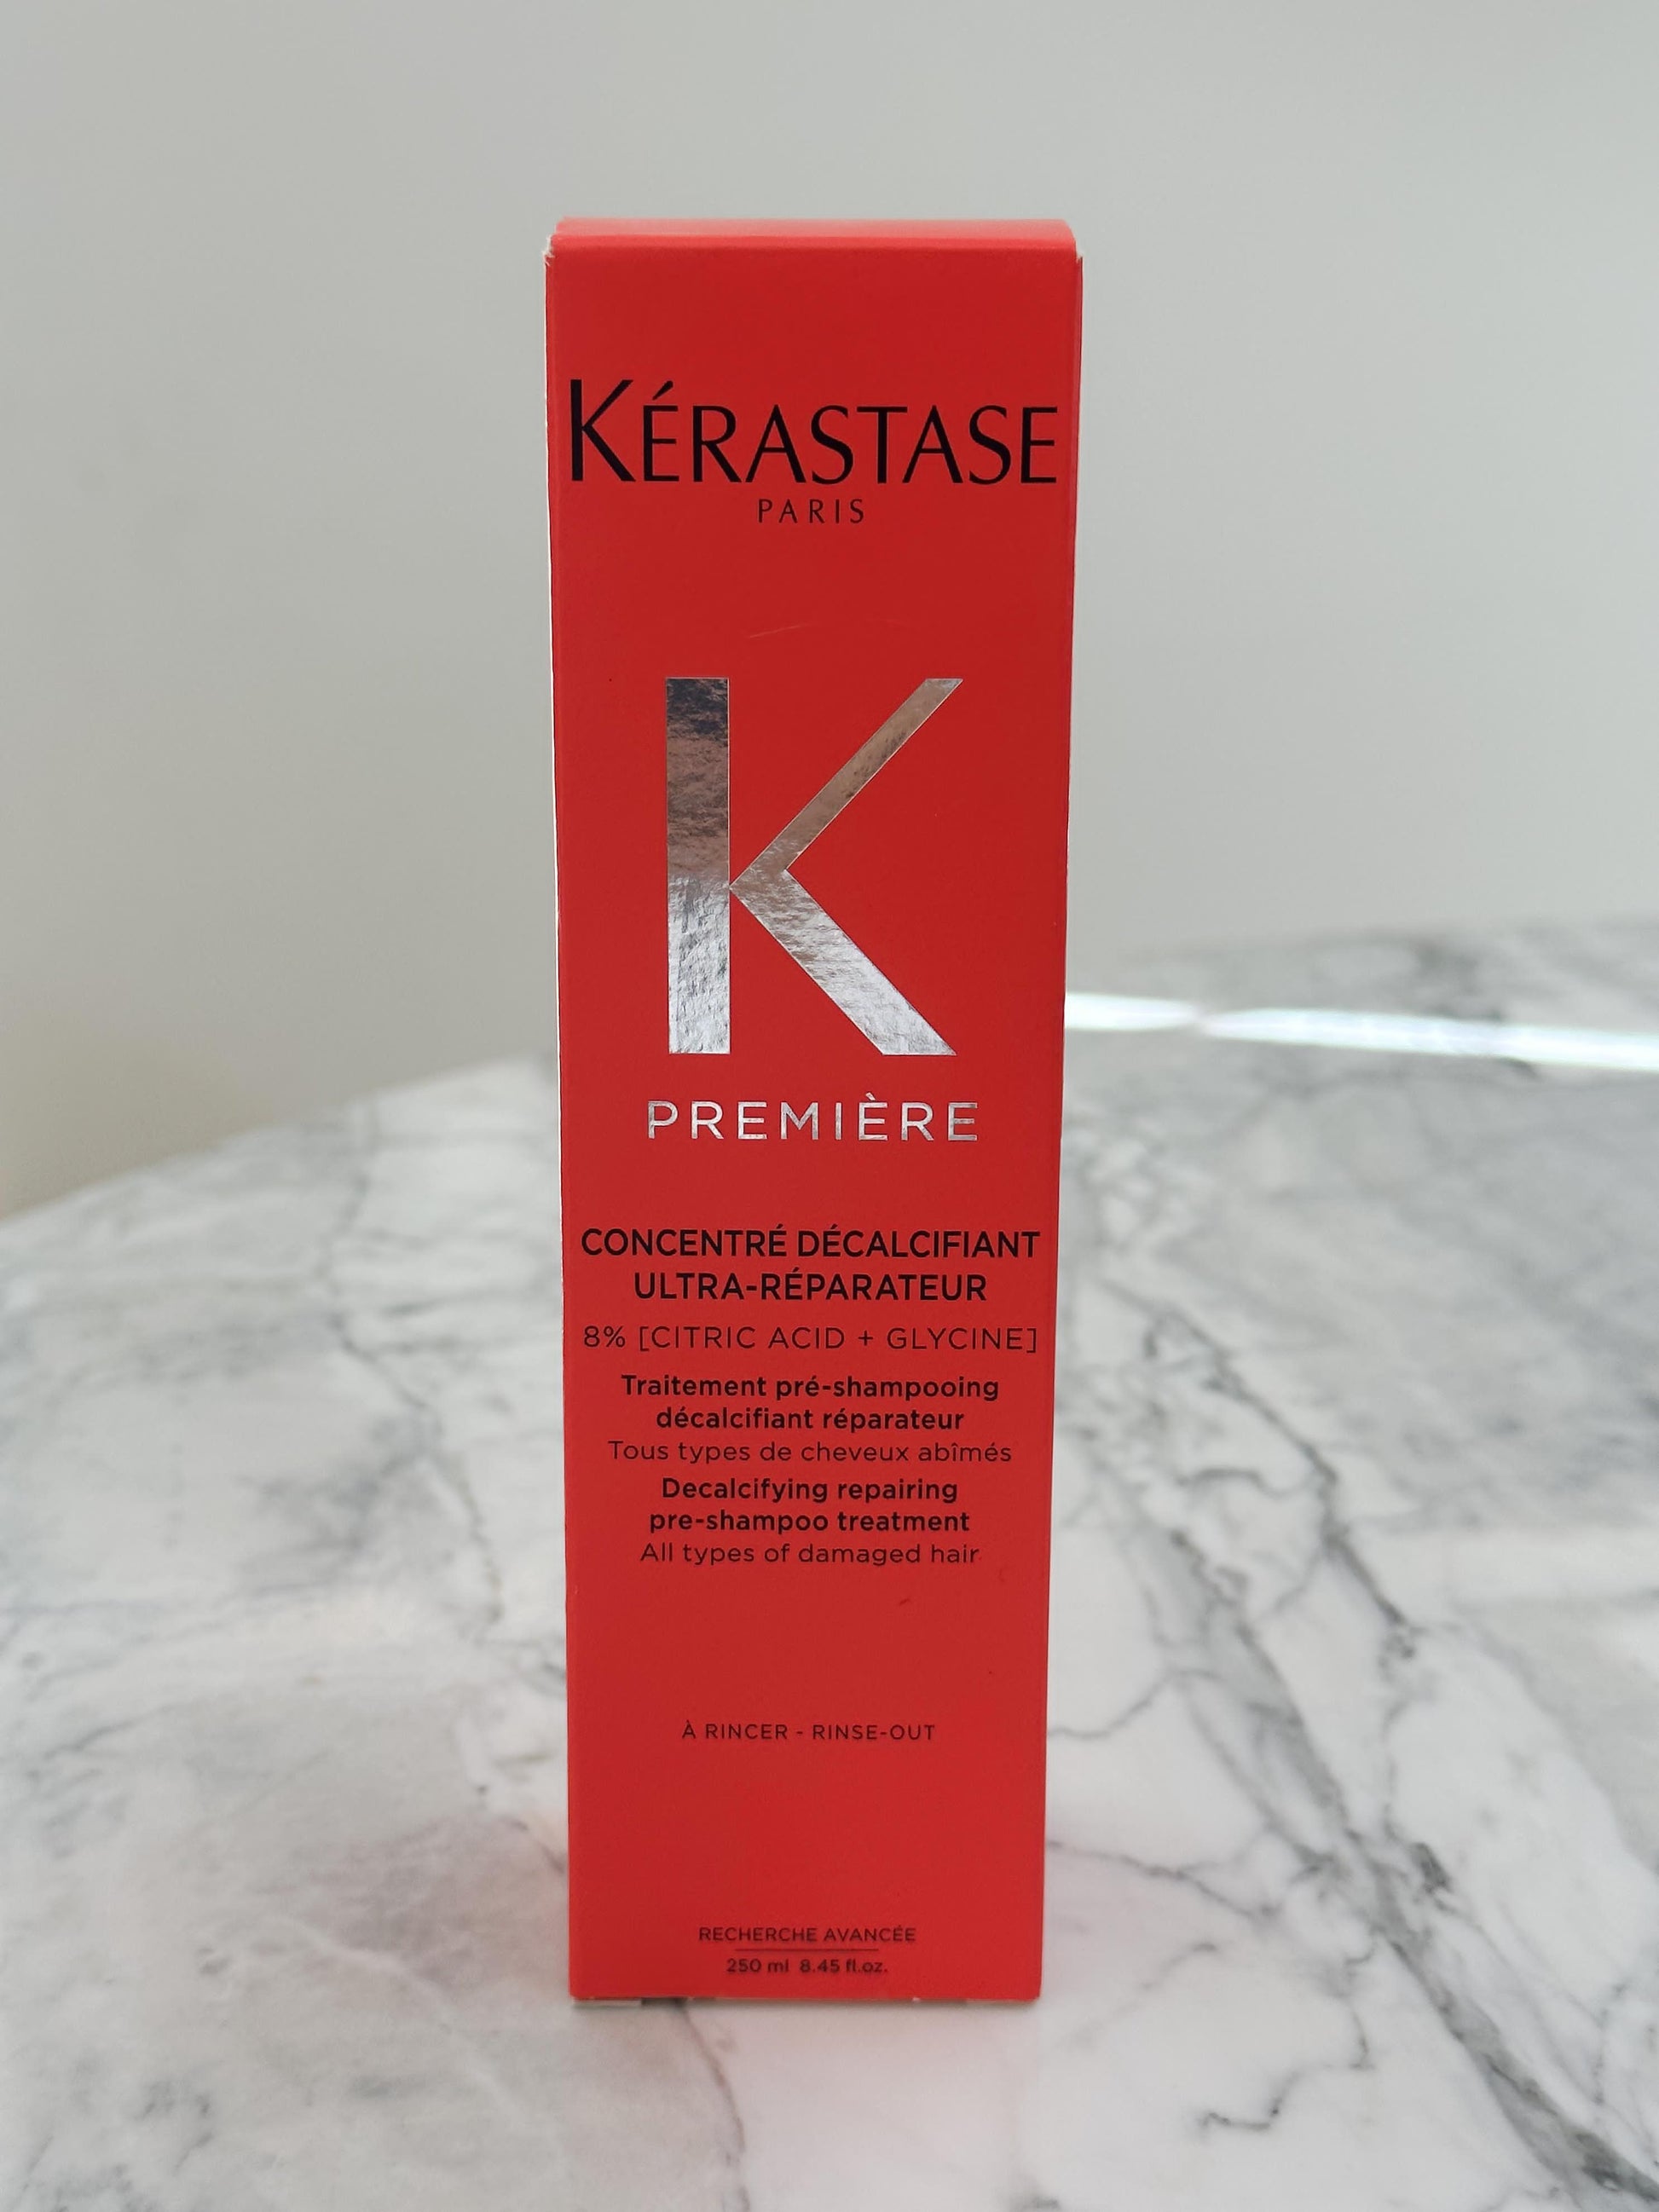 KÉRASTASE
PARIS
K
PREMIÈRE
CONCENTRÉ DÉCALCIFIANT
ULTRA-RÉPARATEUR
8% [CITRIC ACID + GLYCINE]
Traitement pré-shampooing
décalcifiant réparateur
Tous types de cheveux abîmés
Decalcifying repairing
pre-shampoo treatment
All types of damaged hair
À RINCER - RINSE-OUT
RECHERCHE AVANCÉE
250 ml 8.45 fl.oz.